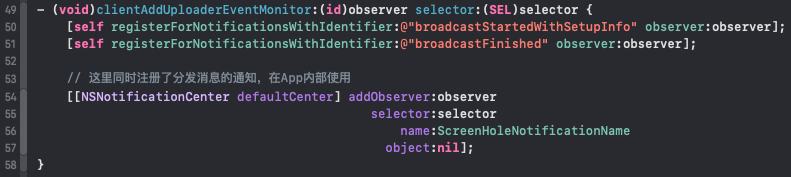 49 - (void)clientAddUploaderEventMonitor:(id)observer selector:(SEL)selector {
50 [self registerForNotificationsWithIdentifier:@"broadcastStartedWithSetupInfo" observer:observer];
51 [self registerForNotificationsWithIdentifier:@"broadcastFinished" observer:observer];
52
53 // 这里同时注册了分发消息的通知，在App内部使用
54 [[NSNotificationCenter defaultCenter] addObserver:observer
55 selector:selector
56 name:ScreenHoleNotificationName
57 object:nil];
58 }